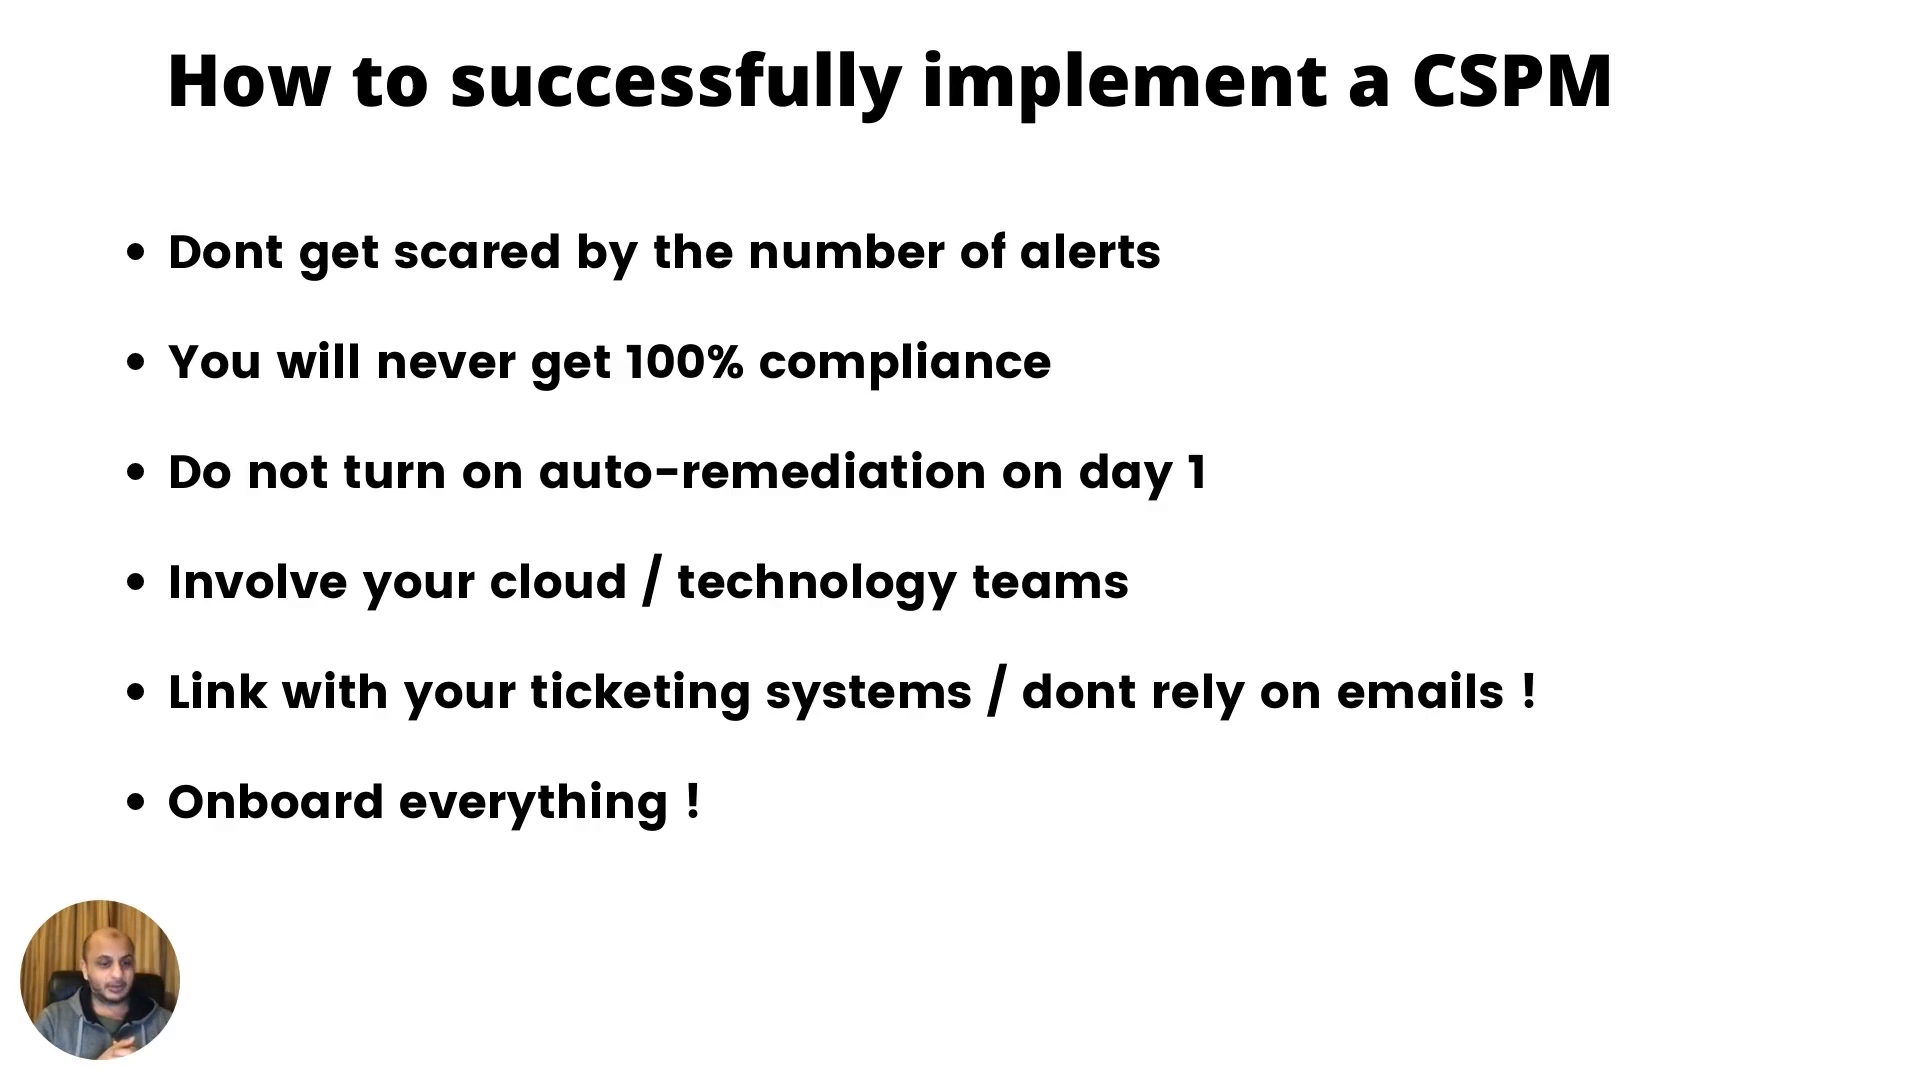 How to successfully implement a CSPM
• Dont get scared by the number of alerts
• You will never get 100% compliance
• Do not turn on auto-remediation on day 1
• Involve your cloud / technology teams
• Link with your ticketing systems / dont rely on emails !
• Onboard everything !